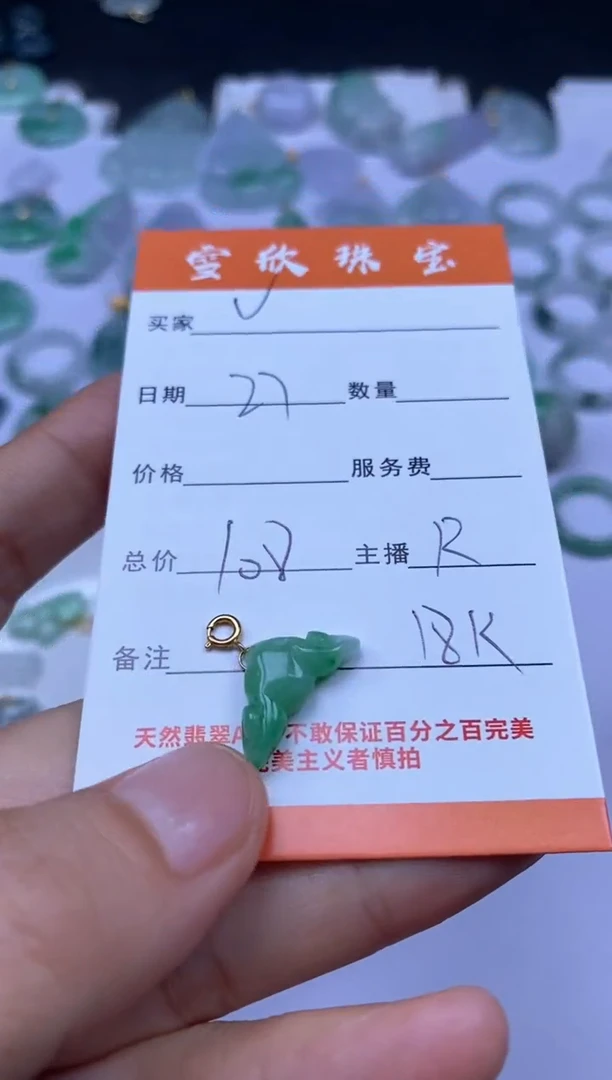 雪欣珠宝
买家
日期 27 数量
价格 服务费
总价 108 主播 R
备注 18K
天然翡翠A 不敢保证百分之百完美
美主义者慎拍